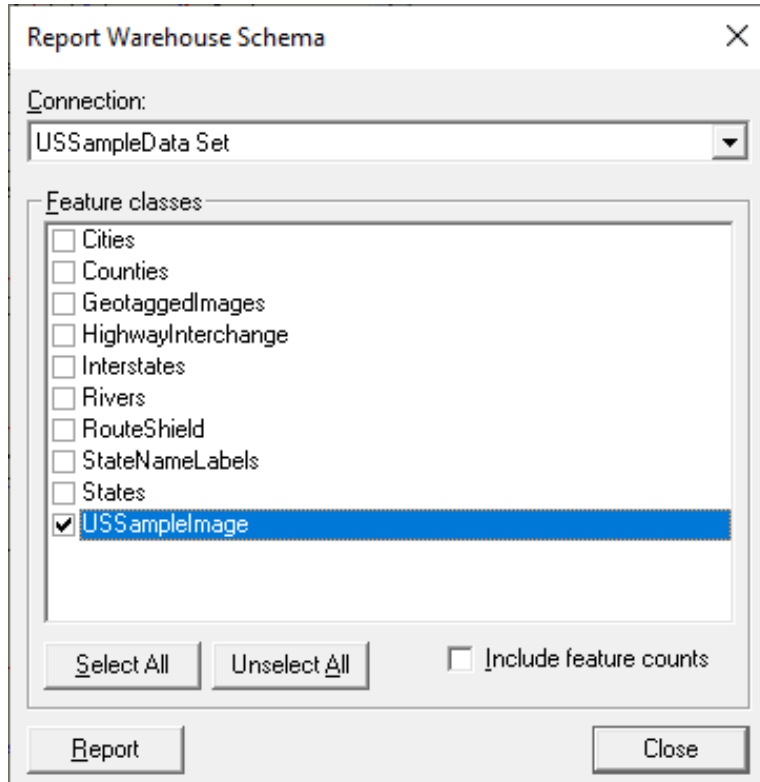 Report Warehouse Schema
Connection:
USSampleData Set
Feature classes
Cities
Counties
GeotaggedImages
HighwayInterchange
Interstates
Rivers
RouteShield
StateNameLabels
States
USSampleImage
Select All
Unselect All
Include feature counts
Report
Close